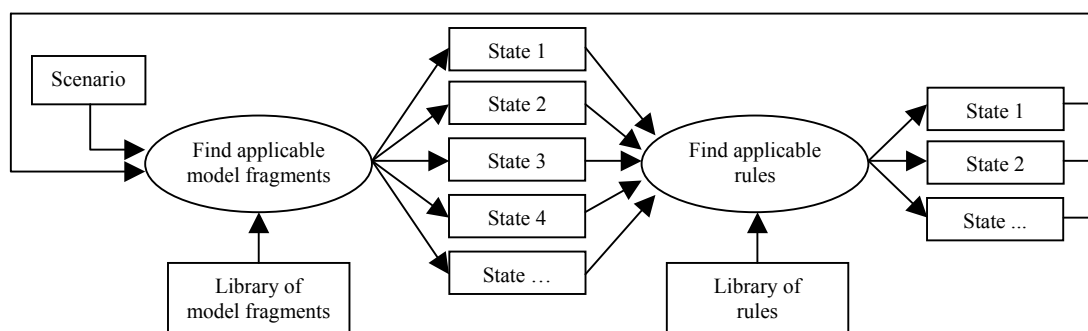 Scenario
Find applicable
model fragments
Library of
model fragments
State 1
State 2
State 3
State 4
State …
Find applicable
rules
Library of
rules
State 1
State 2
State ...